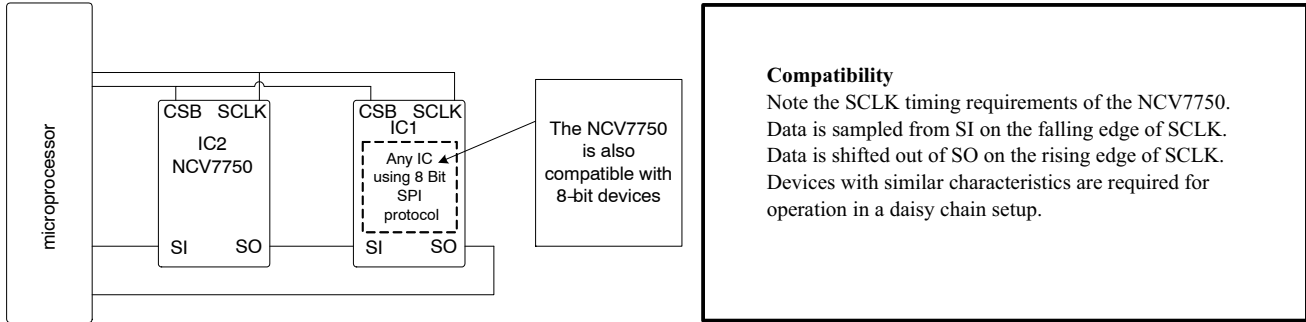 microprocessor
CSB SCLK
IC2
NCV7750
SI SO
CSB SCLK
IC1
Any IC
using 8 Bit
SPI
protocol
SI SO
The NCV7750
is also
compatible with
8-bit devices
Compatibility
Note the SCLK timing requirements of the NCV7750.
Data is sampled from SI on the falling edge of SCLK.
Data is shifted out of SO on the rising edge of SCLK.
Devices with similar characteristics are required for
operation in a daisy chain setup.